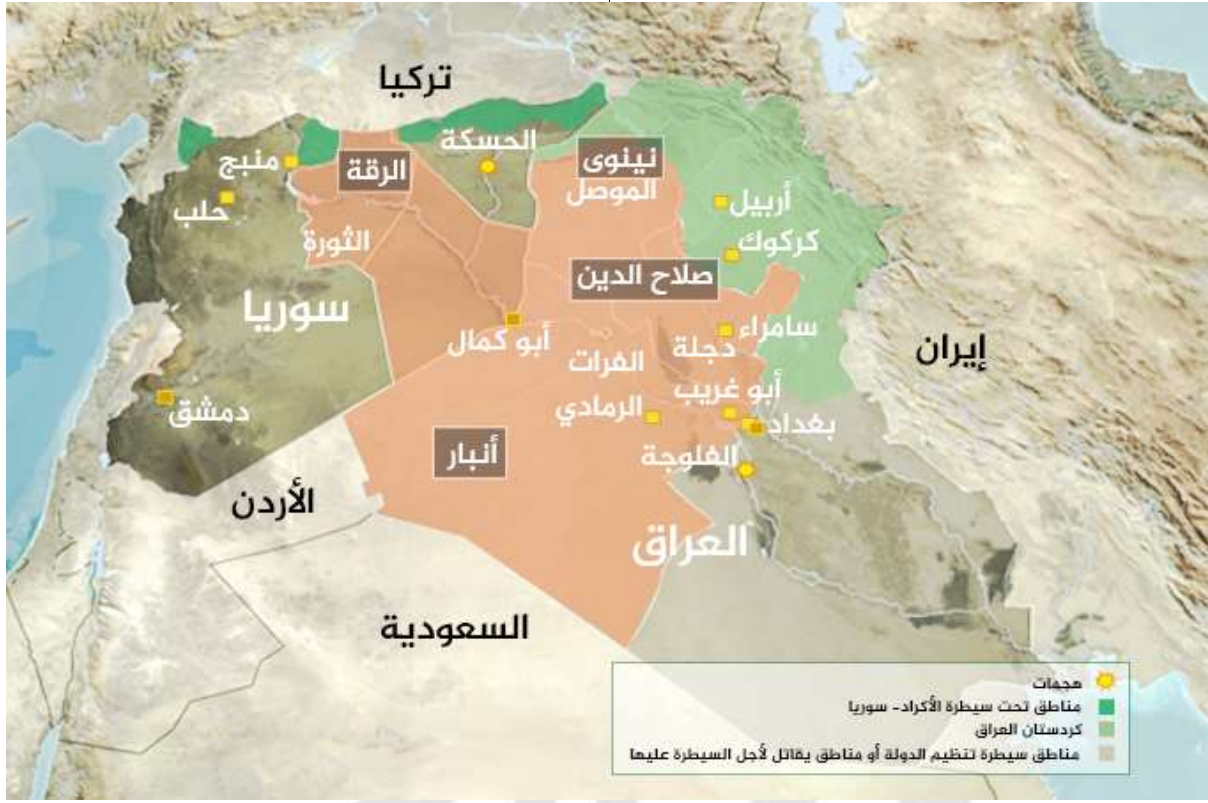 تركيا
الحسكة
منبج
الرقة
نينوى
الموصل
أربيل
حلب
كركوك
الثورة
صلاح الدين
سوريا
أبو كمال
سامراء
دجلة
إيران
الفرات
أبو غريب
دمشق
الرمادي
بغداد
أنبار
الفلوجة
الأردن
العراق
السعودية
هجمات
مناطق تحت سيطرة الأكراد- سوريا
كردستان العراق
مناطق سيطرة تنظيم الدولة أو مناطق يقاتل لأجل السيطرة عليها